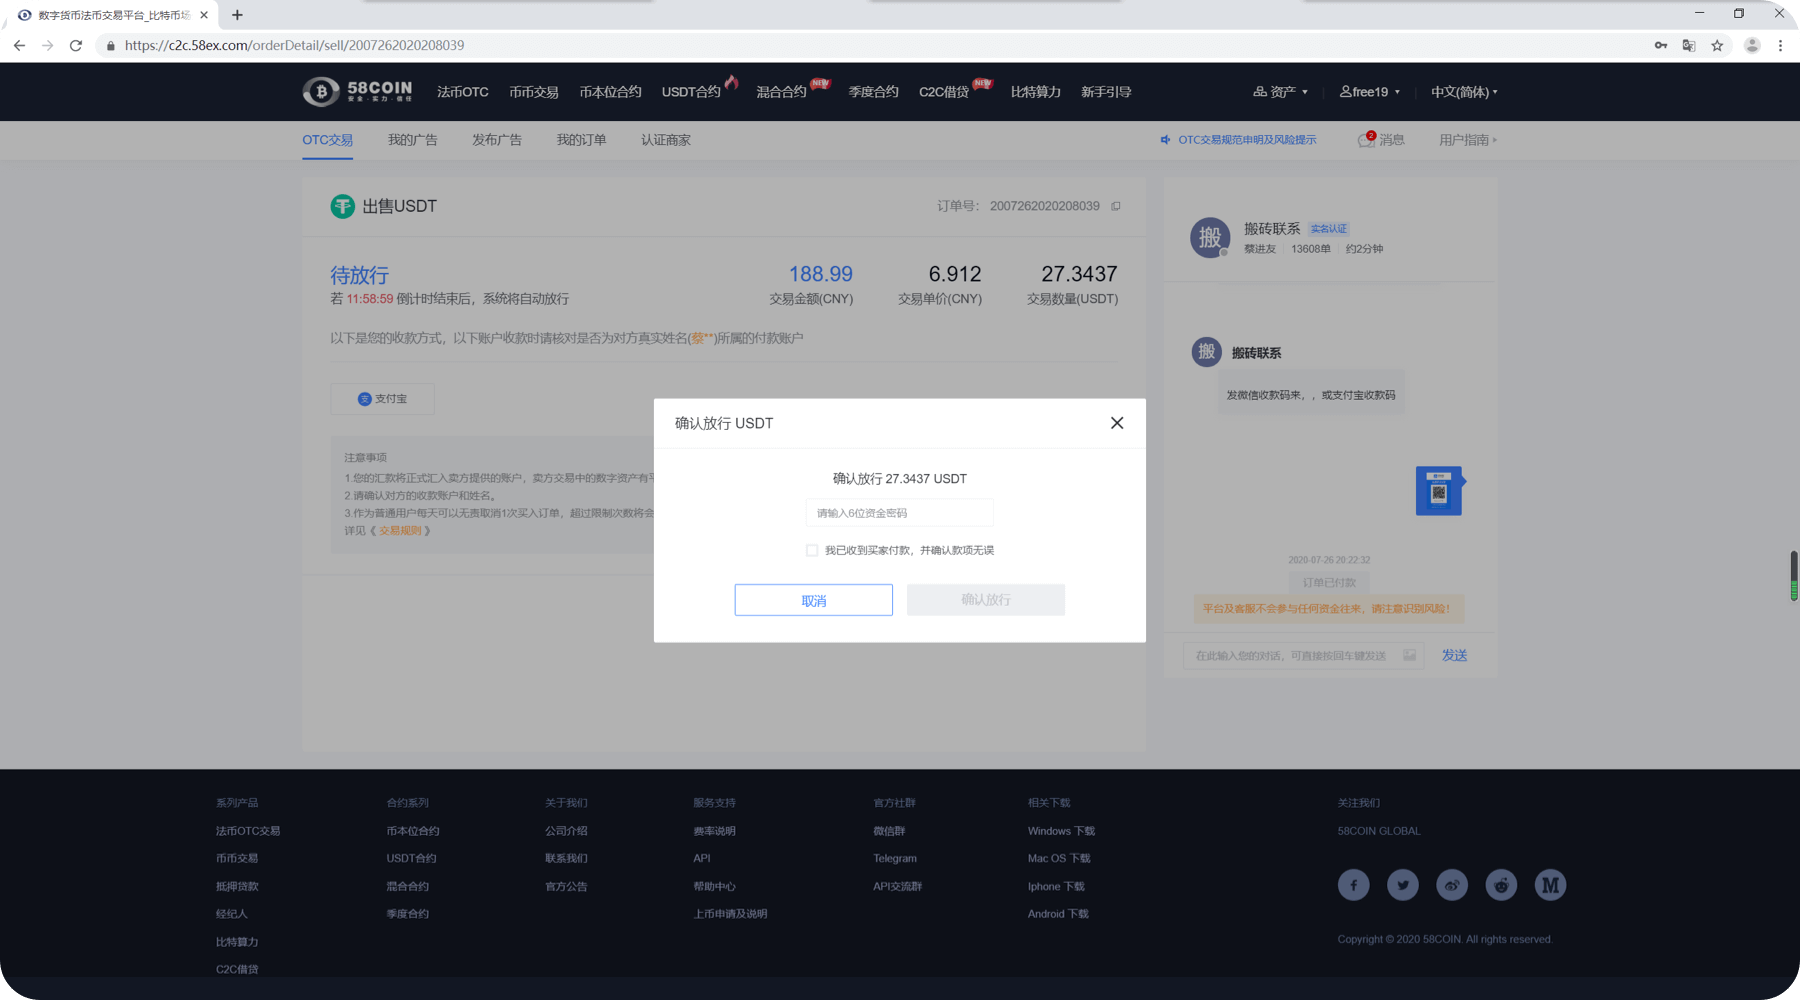 数字货币法币交易平台_比特币场
https://c2c.58ex.com/orderDetail/sell/2007262020208039
58COIN
安全·实力·信任
法币OTC 币币交易 币本位合约 USDT合约 混合合约 NEW 季度合约 C2C借贷 NEW 比特算力 新手引导 资产 free19 中文(简体)
OTC交易 我的广告 发布广告 我的订单 认证商家 OTC交易规范申明及风险提示 2 消息 用户指南
出售USDT 订单号: 2007262020208039
待放行 188.99 6.912 27.3437
若 11:58:59 倒计时结束后，系统将自动放行 交易金额(CNY) 交易单价(CNY) 交易数量(USDT)
以下是您的收款方式，以下账户收款时请核对是否为对方真实姓名(蔡**)所属的付款账户
支 支付宝
注意事项
1.您的汇款将正式汇入卖方提供的账户，卖方交易中的数字资产有平
2.请确认对方的收款账户和姓名。
3.作为普通用户每天可以无责取消1次买入订单，超过限制次数将会
详见《 交易规则 》
确认放行 USDT
确认放行 27.3437 USDT
请输入6位资金密码
我已收到买家付款，并确认款项无误
取消 确认放行
搬 搬砖联系 实名认证
蔡进友 13608单 约2分钟
搬 搬砖联系
发微信收款码来，，或支付宝收款码
2020-07-26 20:22:32
订单已付款
平台及客服不会参与任何资金往来，请注意识别风险！
在此输入您的对话，可直接按回车键发送 发送
系列产品 合约系列 关于我们 服务支持 官方社群 相关下载 关注我们
法币OTC交易 币本位合约 公司介绍 费率说明 微信群 Windows 下载 58COIN GLOBAL
币币交易 USDT合约 联系我们 API Telegram Mac OS 下载
抵押贷款 混合合约 官方公告 帮助中心 API交流群 Iphone 下载
经纪人 季度合约 上币申请及说明 Android 下载
比特算力
C2C借贷
Copyright © 2020 58COIN. All rights reserved.